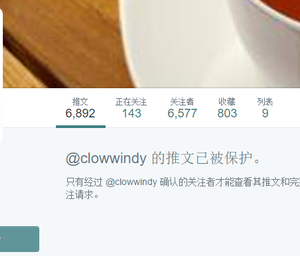 推文 正在关注 关注者 收藏 列表
6,892 143 6,577 803 9
@clowwindy 的推文已被保护。
只有经过 @clowwindy 确认的关注者才能查看其推文和完
注请求。